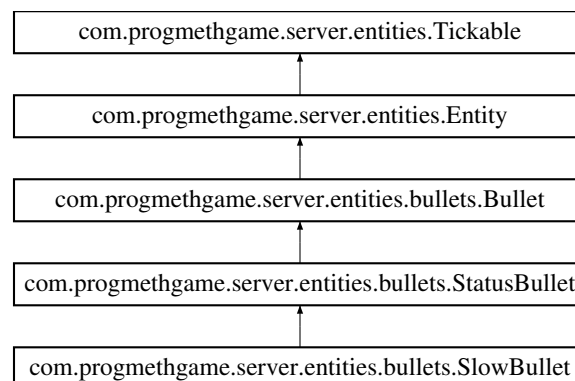 com.progmethgame.server.entities.Tickable
com.progmethgame.server.entities.Entity
com.progmethgame.server.entities.bullets.Bullet
com.progmethgame.server.entities.bullets.StatusBullet
com.progmethgame.server.entities.bullets.SlowBullet